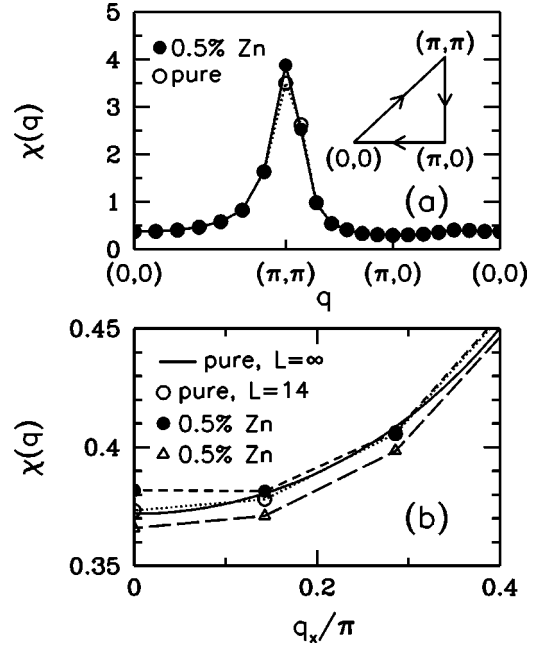 5
4
3
2
1
0
χ(q)
0.5% Zn
pure
(π,π)
(0,0)
(π,0)
(a)
(0,0)
(π,π)
(π,0)
(0,0)
q
0.45
0.4
0.35
χ(q)
pure, L=∞
pure, L=14
0.5% Zn
0.5% Zn
(b)
0
0.2
0.4
qₓ/π